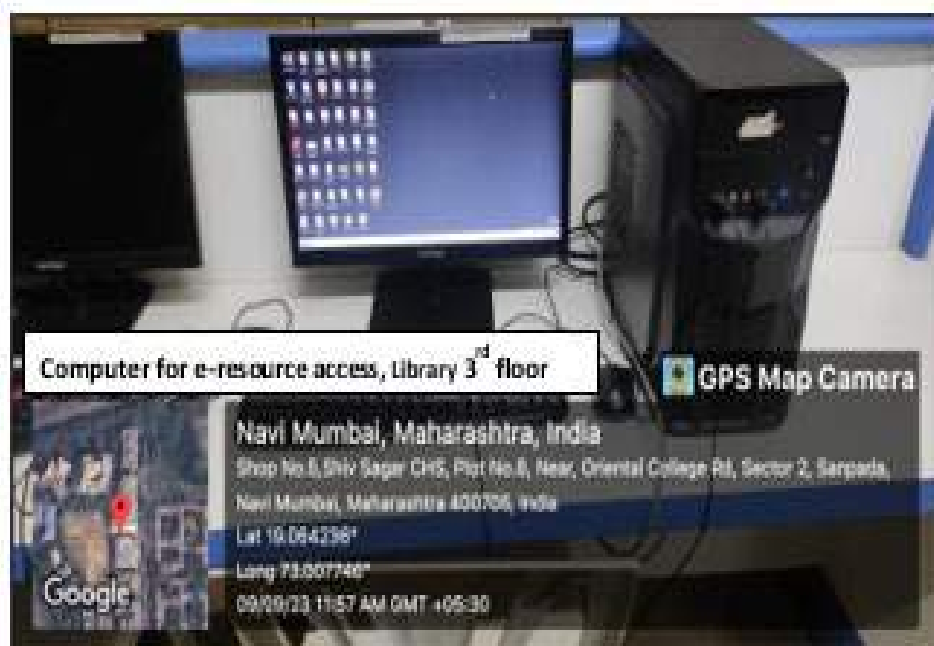 Computer for e-resource access, Library 3rd floor
GPS Map Camera
Navi Mumbai, Maharashtra, India
Shop No.6,Shiv Sagar CHS, Plot No.6, Near, Oriental College Rd, Sector 2, Sanpada,
Navi Mumbai, Maharashtra 400705, India
Lat 19.064236°
Long 73.007746°
09/09/23 11:57 AM GMT +05:30
Google